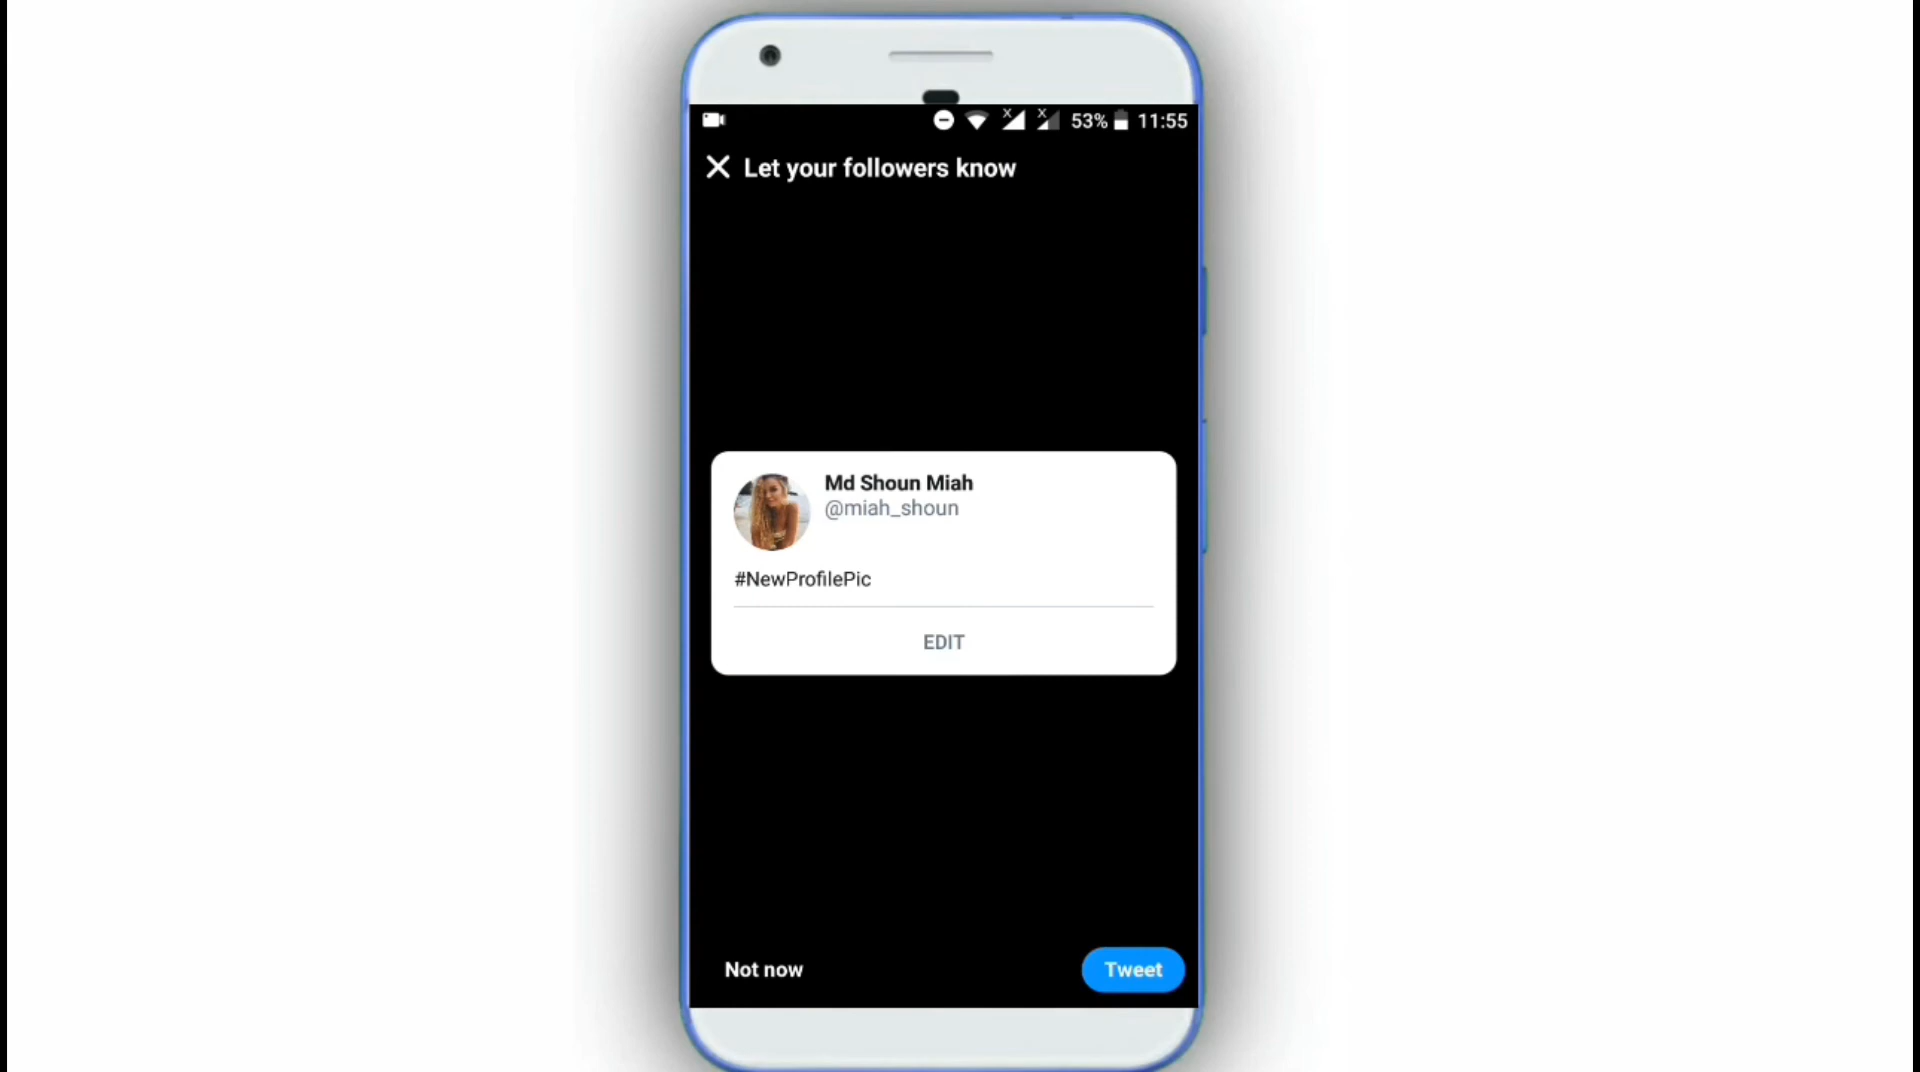 53% 11:55
Let your followers know
Md Shoun Miah
@miah_shoun
#NewProfilePic
EDIT
Not now
Tweet